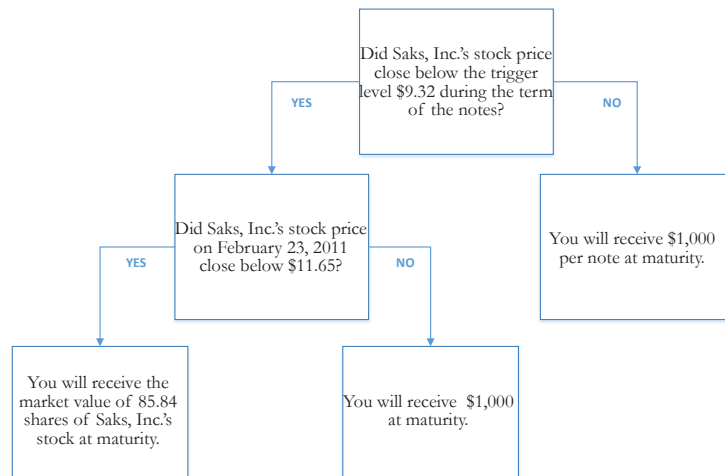 Did Saks, Inc.'s stock price
close below the trigger
level $9.32 during the term
of the notes?
YES
NO
Did Saks, Inc.'s stock price
on February 23, 2011
close below $11.65?
You will receive $1,000
per note at maturity.
YES
NO
You will receive the
market value of 85.84
shares of Saks, Inc.'s
stock at maturity.
You will receive $1,000
at maturity.